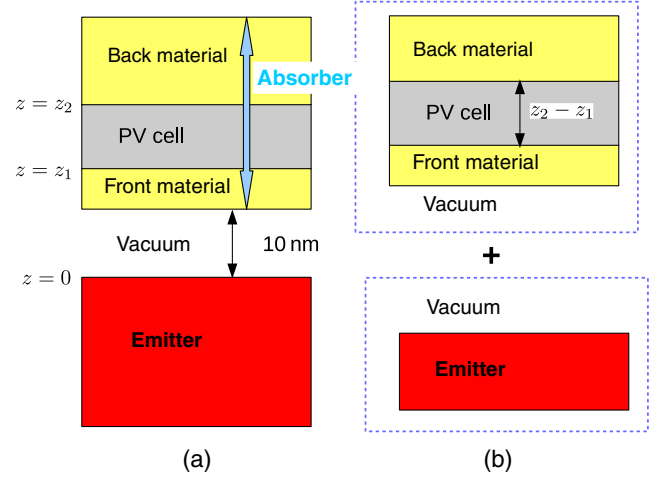 Back material
Absorber
z = z₂
PV cell
z = z₁
Front material
Vacuum
10 nm
z = 0
Emitter
(a)
Back material
PV cell
z₂ − z₁
Front material
Vacuum
+
Vacuum
Emitter
(b)